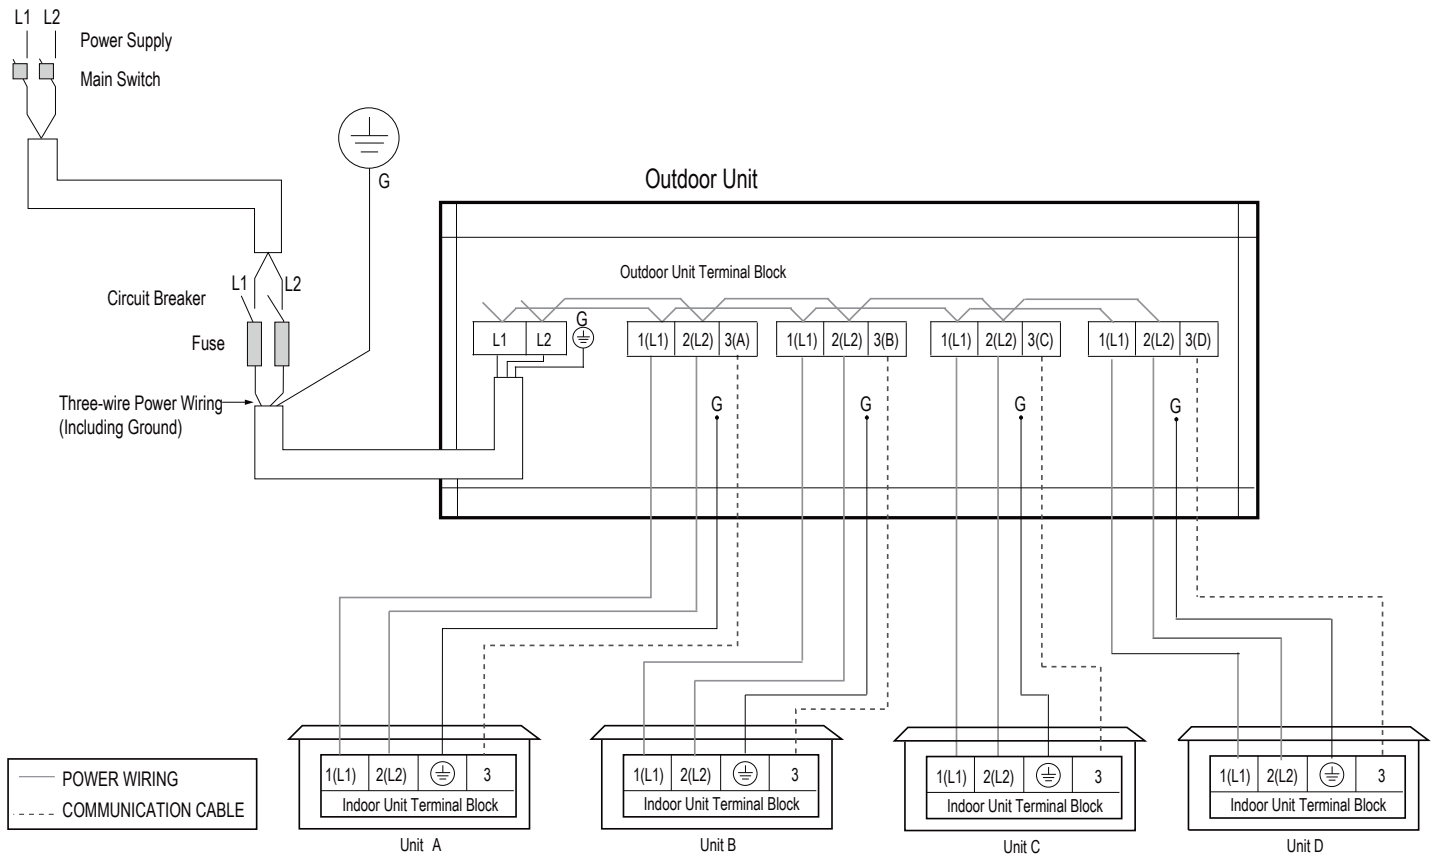 L1 L2
Power Supply
Main Switch
G
Outdoor Unit
Outdoor Unit Terminal Block
L1 L2
Circuit Breaker
Fuse
Three-wire Power Wiring
(Including Ground)
G
L1 L2
1(L1) 2(L2) 3(A)
1(L1) 2(L2) 3(B)
1(L1) 2(L2) 3(C)
1(L1) 2(L2) 3(D)
G G G G
1(L1) 2(L2) 3
Indoor Unit Terminal Block
Unit A
1(L1) 2(L2) 3
Indoor Unit Terminal Block
Unit B
1(L1) 2(L2) 3
Indoor Unit Terminal Block
Unit C
1(L1) 2(L2) 3
Indoor Unit Terminal Block
Unit D
POWER WIRING
COMMUNICATION CABLE